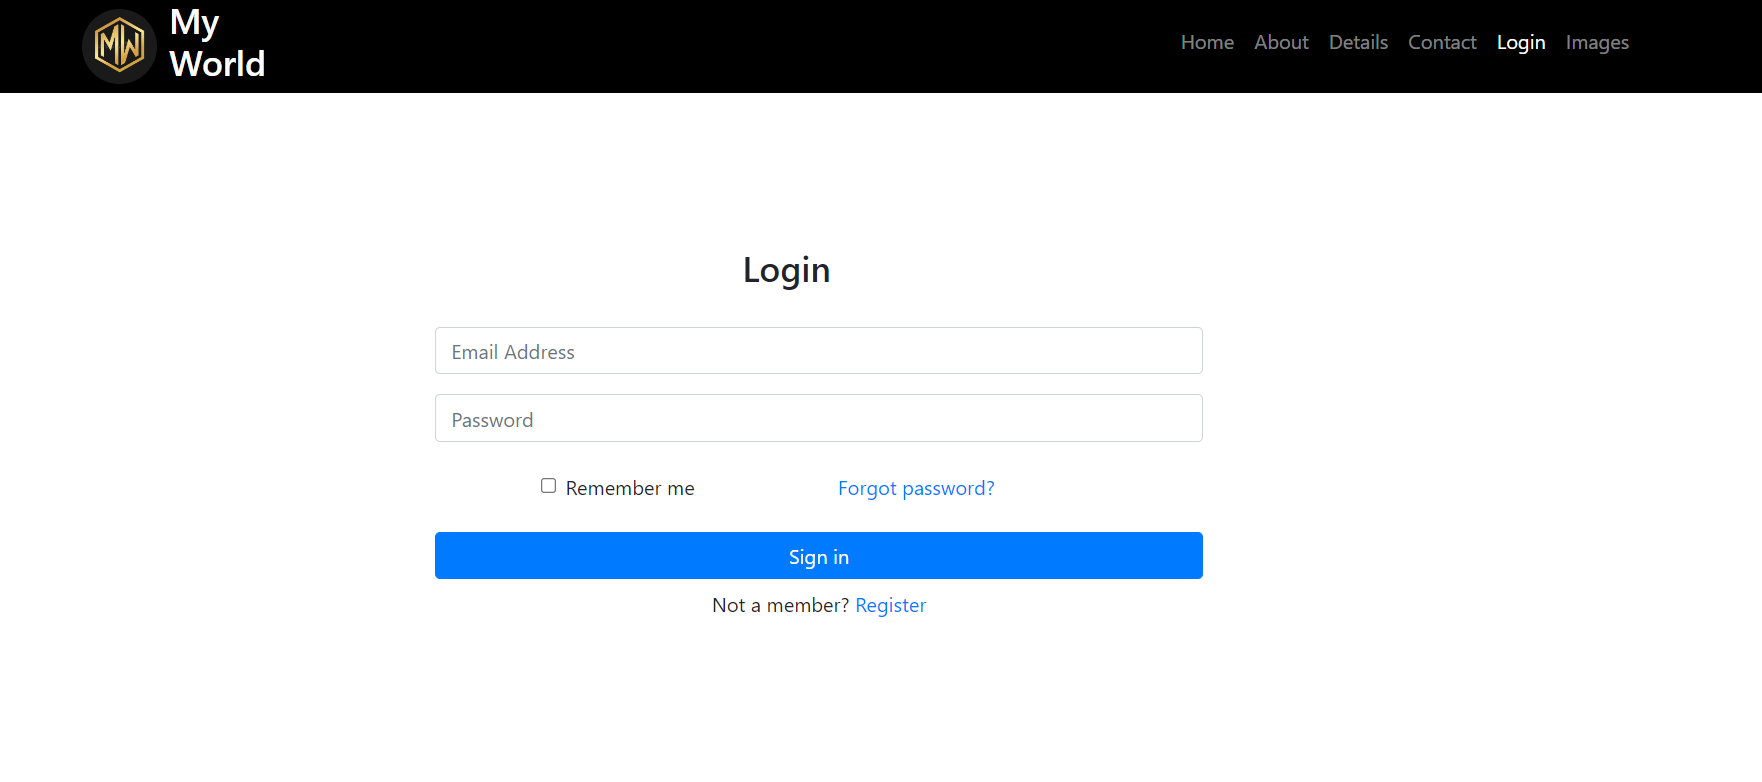 MW
My
World
Home About Details Contact Login Images
Login
Email Address
Password
Remember me Forgot password?
Sign in
Not a member? Register